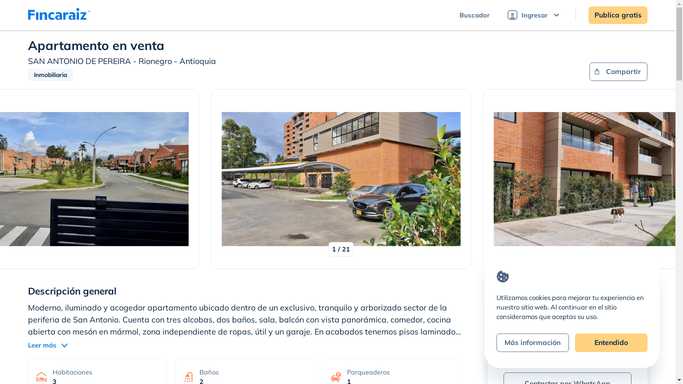 Fincaraiz
Buscador
Ingresar
Publica gratis
Apartamento en venta
SAN ANTONIO DE PEREIRA - Rionegro - Antioquia
Inmobiliaria
Compartir
1 / 21
Descripción general
Moderno, iluminado y acogedor apartamento ubicado dentro de un exclusivo, tranquilo y arborizado sector de la
periferia de San Antonio. Cuenta con tres alcobas, dos baños, sala, balcón con vista panorámica, comedor, cocina
abierta con mesón en mármol, zona independiente de ropas, útil y un garaje. En acabados tenemos pisos laminado...
Leer más
Habitaciones
3
Baños
2
Parqueaderos
1
Utilizamos cookies para mejorar tu experiencia en
nuestro sitio web. Al continuar en el sitio
consideramos que aceptas su uso.
Más información
Entendido
Contactar por WhatsApp